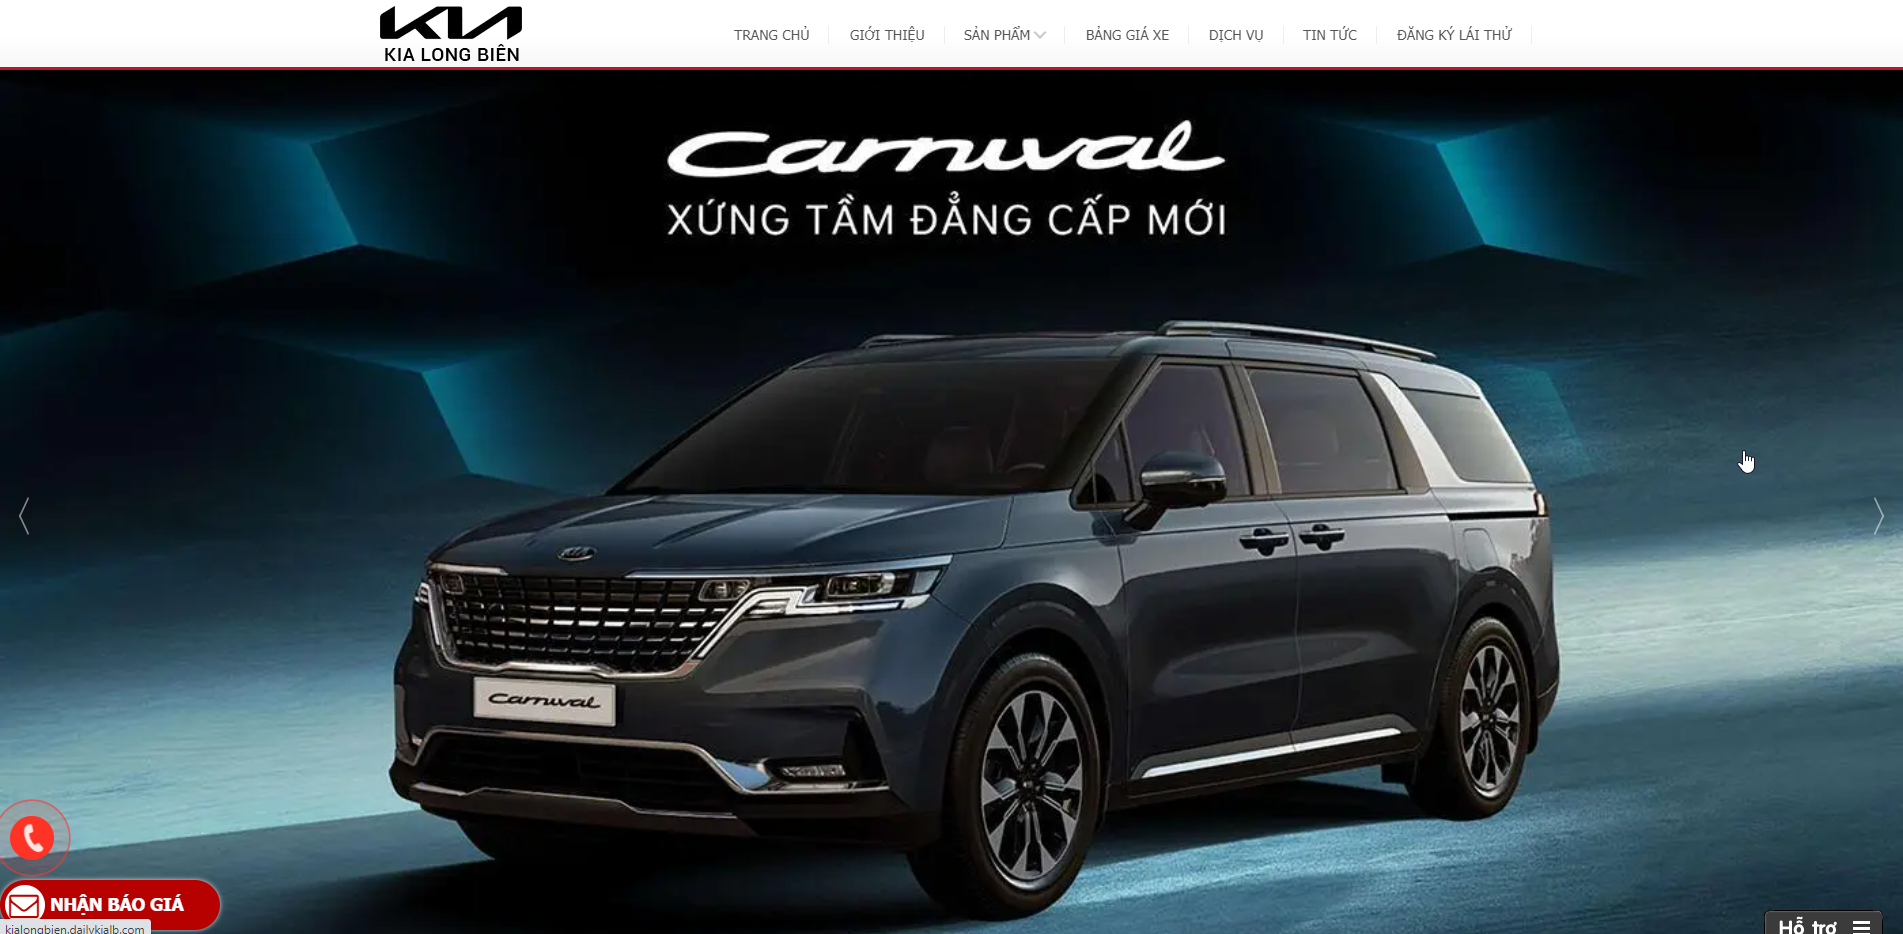 KIA
KIA LONG BIÊN
TRANG CHỦ
GIỚI THIỆU
SẢN PHẨM
BẢNG GIÁ XE
DỊCH VỤ
TIN TỨC
ĐĂNG KÝ LÁI THỬ
Carnival
XỨNG TẦM ĐẲNG CẤP MỚI
KIA
Carnival
NHẬN BÁO GIÁ
kialongbien.dailykialb.com
Hỗ trợ